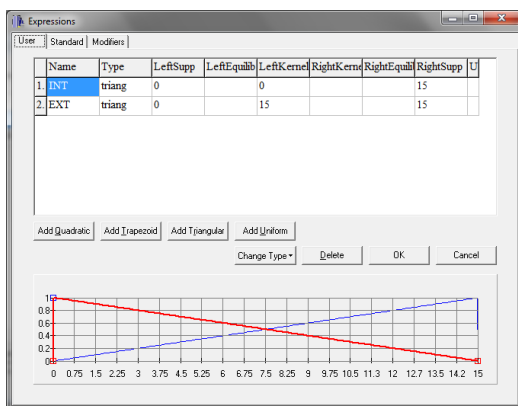 Expressions
User Standard Modifiers
Name Type LeftSupp LeftEquilib LeftKernel RightKerne RightEquilil RightSupp U
1. INT triang 0 0 15
2. EXT triang 0 15 15
Add Quadratic Add Trapezoid Add Triangular Add Uniform
Change Type Delete OK Cancel
1
0.8
0.6
0.4
0.2
0
0 0.75 1.5 2.25 3 3.75 4.5 5.25 6 6.75 7.5 8.25 9 9.75 10.5 11.3 12 12.7 13.5 14.2 15